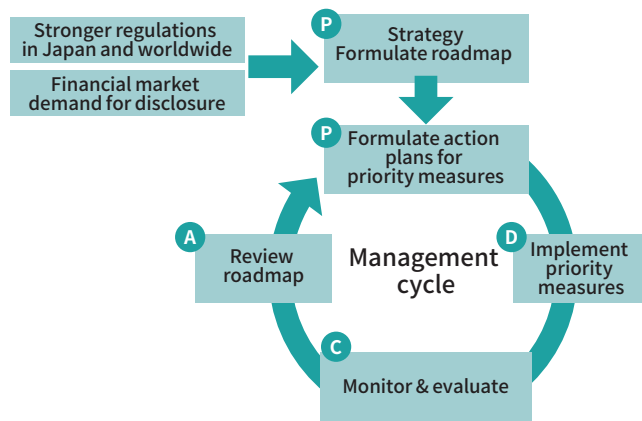 Stronger regulations
in Japan and worldwide
Financial market
demand for disclosure
P
Strategy
Formulate roadmap
P
Formulate action
plans for
priority measures
A
Review
roadmap
Management
cycle
D
Implement
priority
measures
C
Monitor & evaluate